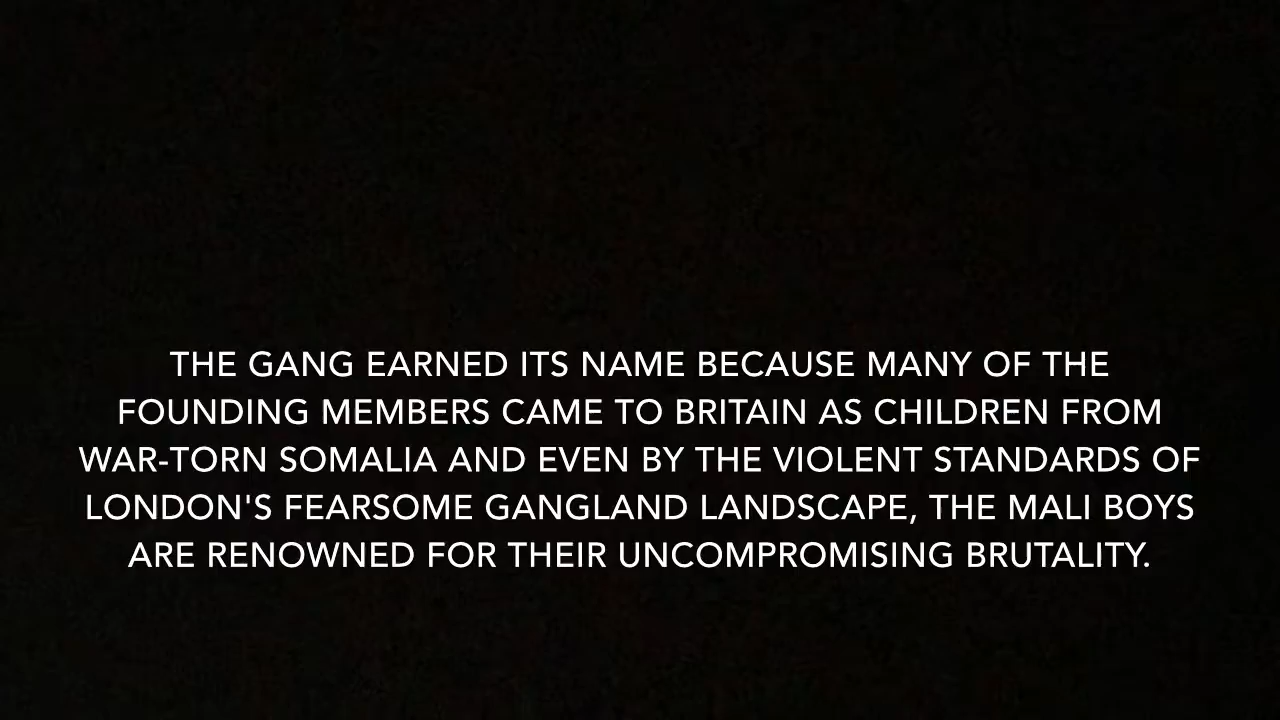 THE GANG EARNED ITS NAME BECAUSE MANY OF THE
FOUNDING MEMBERS CAME TO BRITAIN AS CHILDREN FROM
WAR-TORN SOMALIA AND EVEN BY THE VIOLENT STANDARDS OF
LONDON'S FEARSOME GANGLAND LANDSCAPE, THE MALI BOYS
ARE RENOWNED FOR THEIR UNCOMPROMISING BRUTALITY.